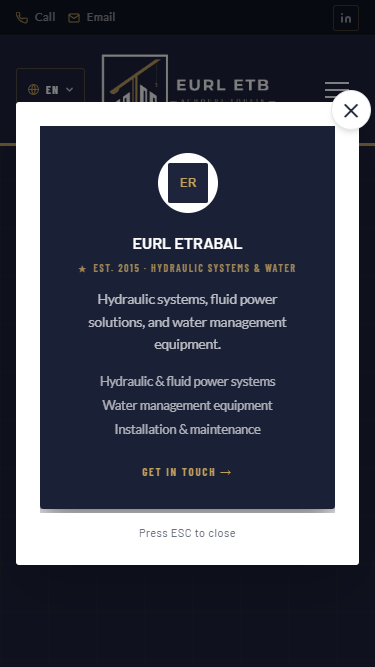 Call
Email
in
EN
EURL ETB
ER
EURL ETRABAL
★ EST. 2015 · HYDRAULIC SYSTEMS & WATER
Hydraulic systems, fluid power
solutions, and water management
equipment.
Hydraulic & fluid power systems
Water management equipment
Installation & maintenance
GET IN TOUCH →
Press ESC to close